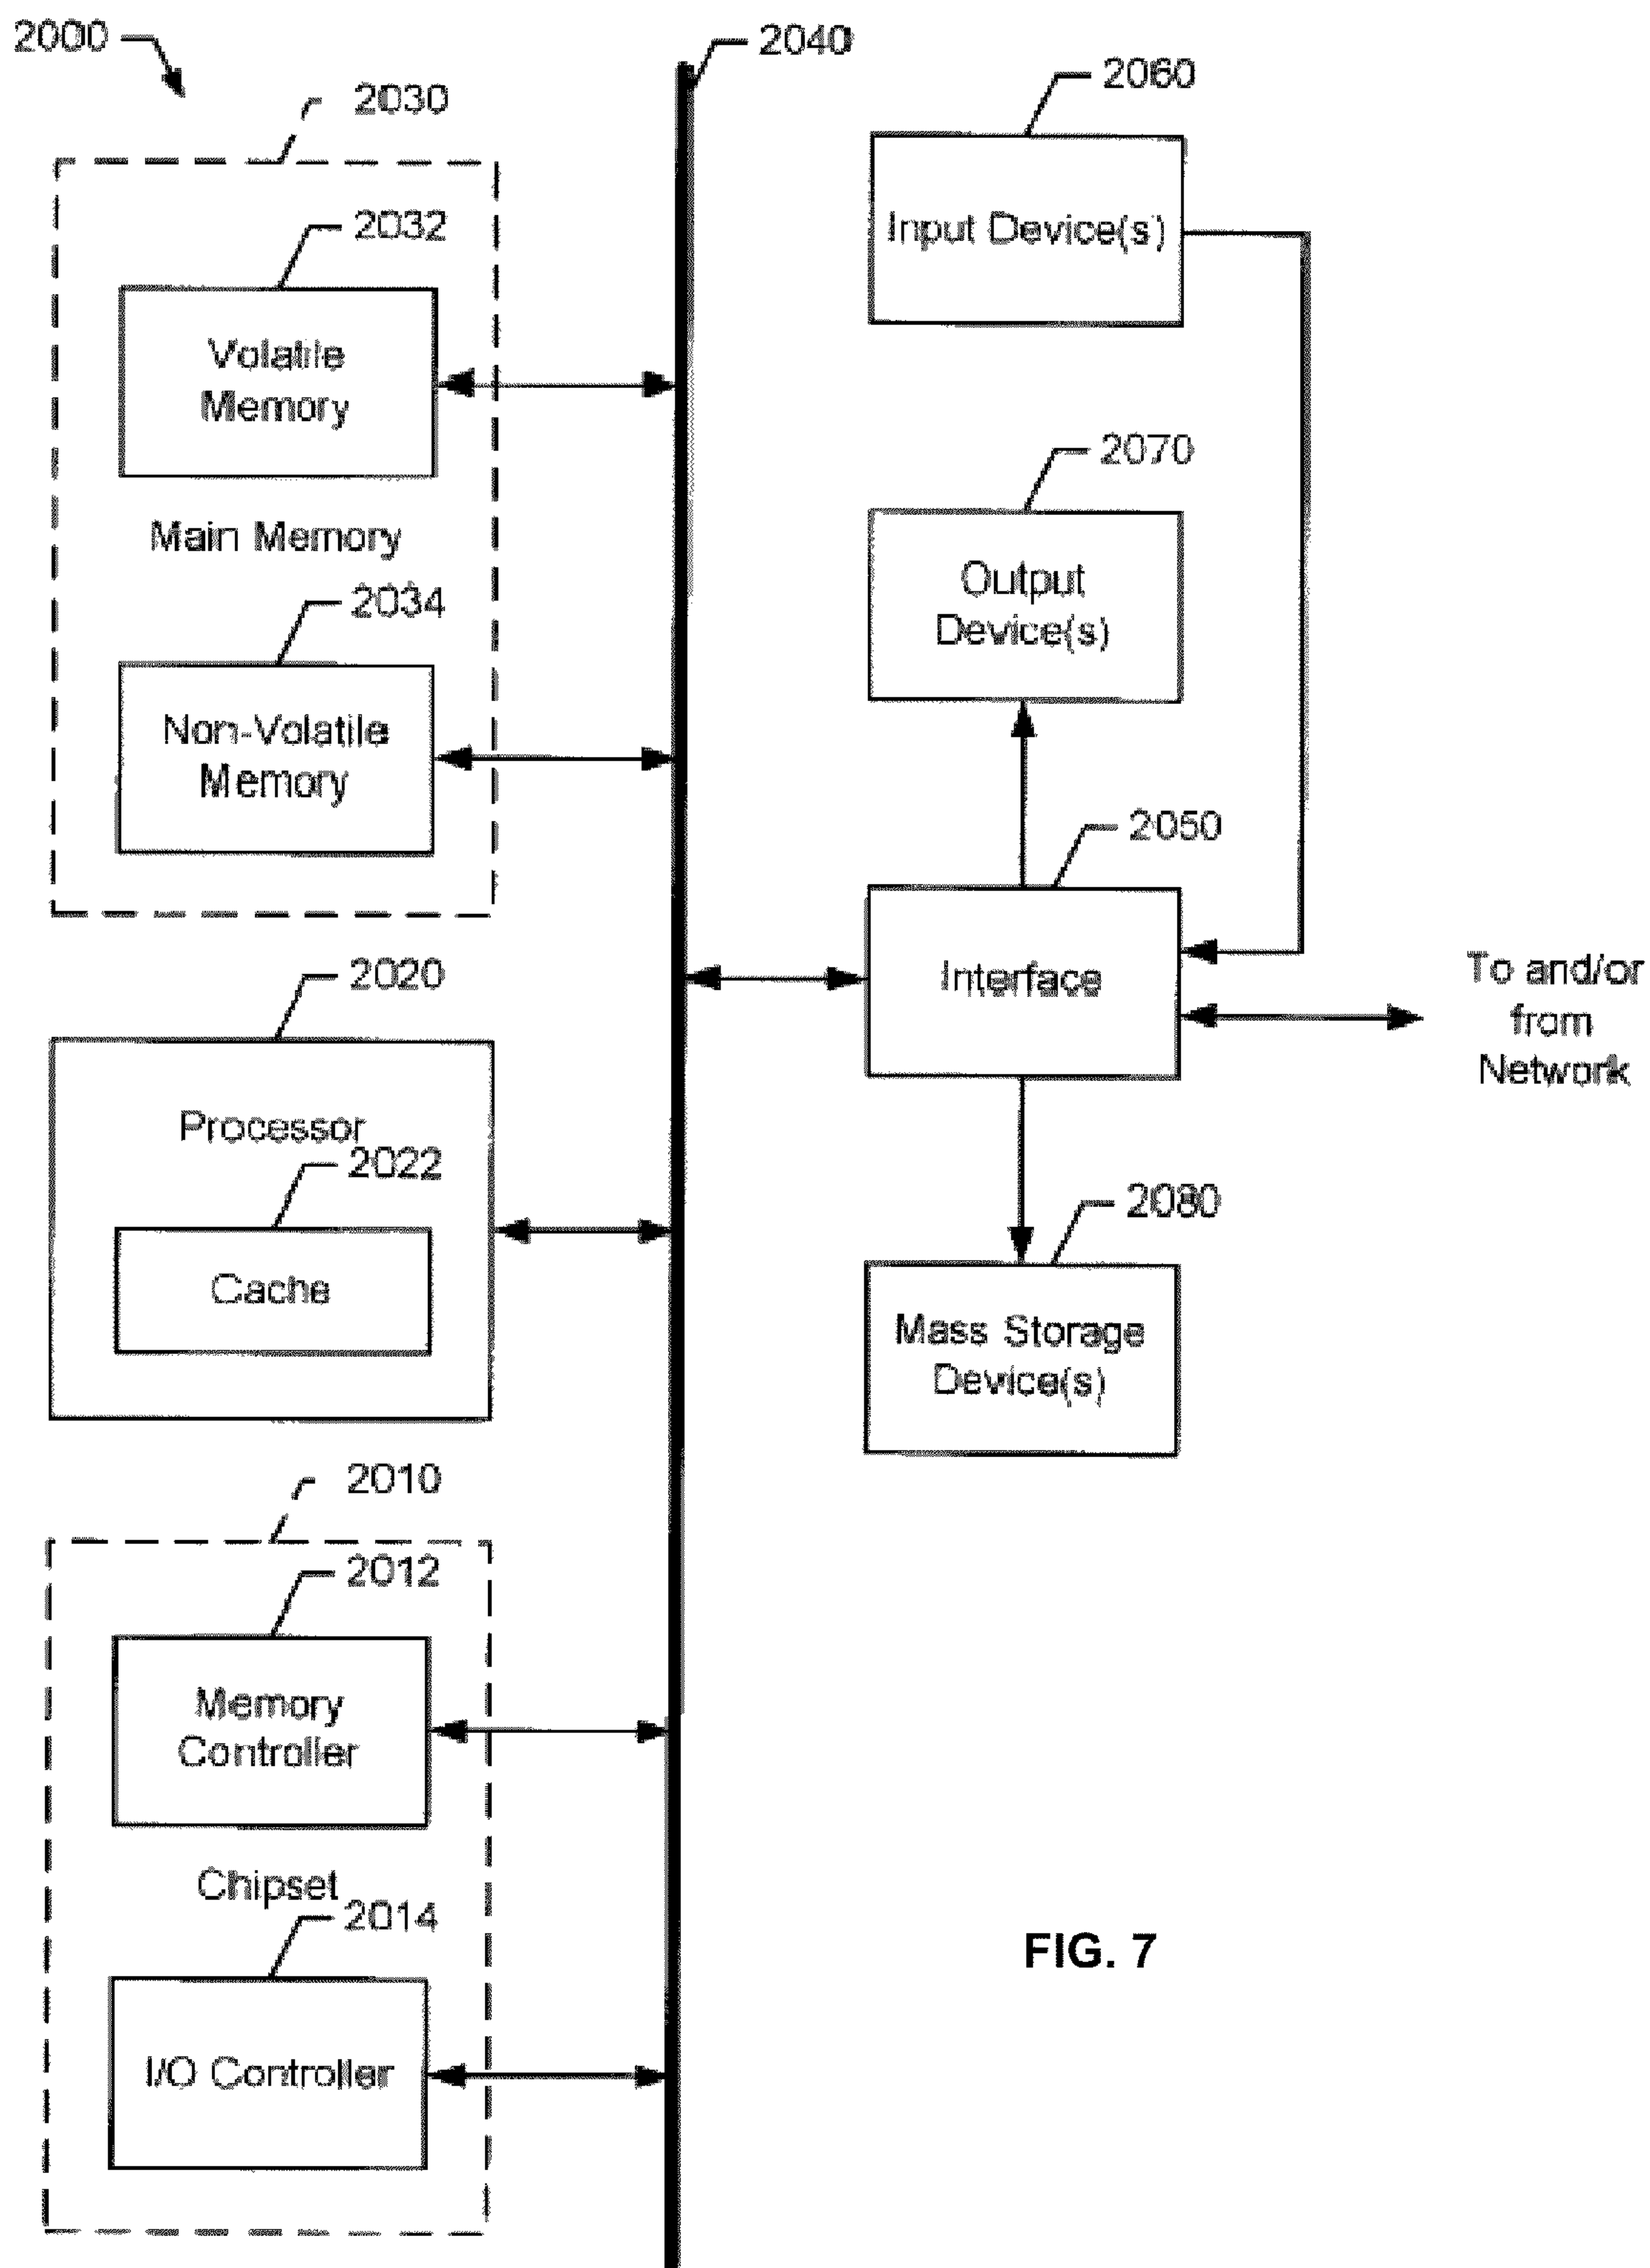 2000
2040
2060
2030
2032
Input Device(s)
Volatile
Memory
2070
Main Memory
Output
Device(s)
2034
Non-Volatile
Memory
2050
Interface
To and/or
from
Network
2020
Processor
2022
Cache
2080
Mass Storage
Device(s)
2010
2012
Memory
Controller
Chipset
2014
I/O Controller
FIG. 7